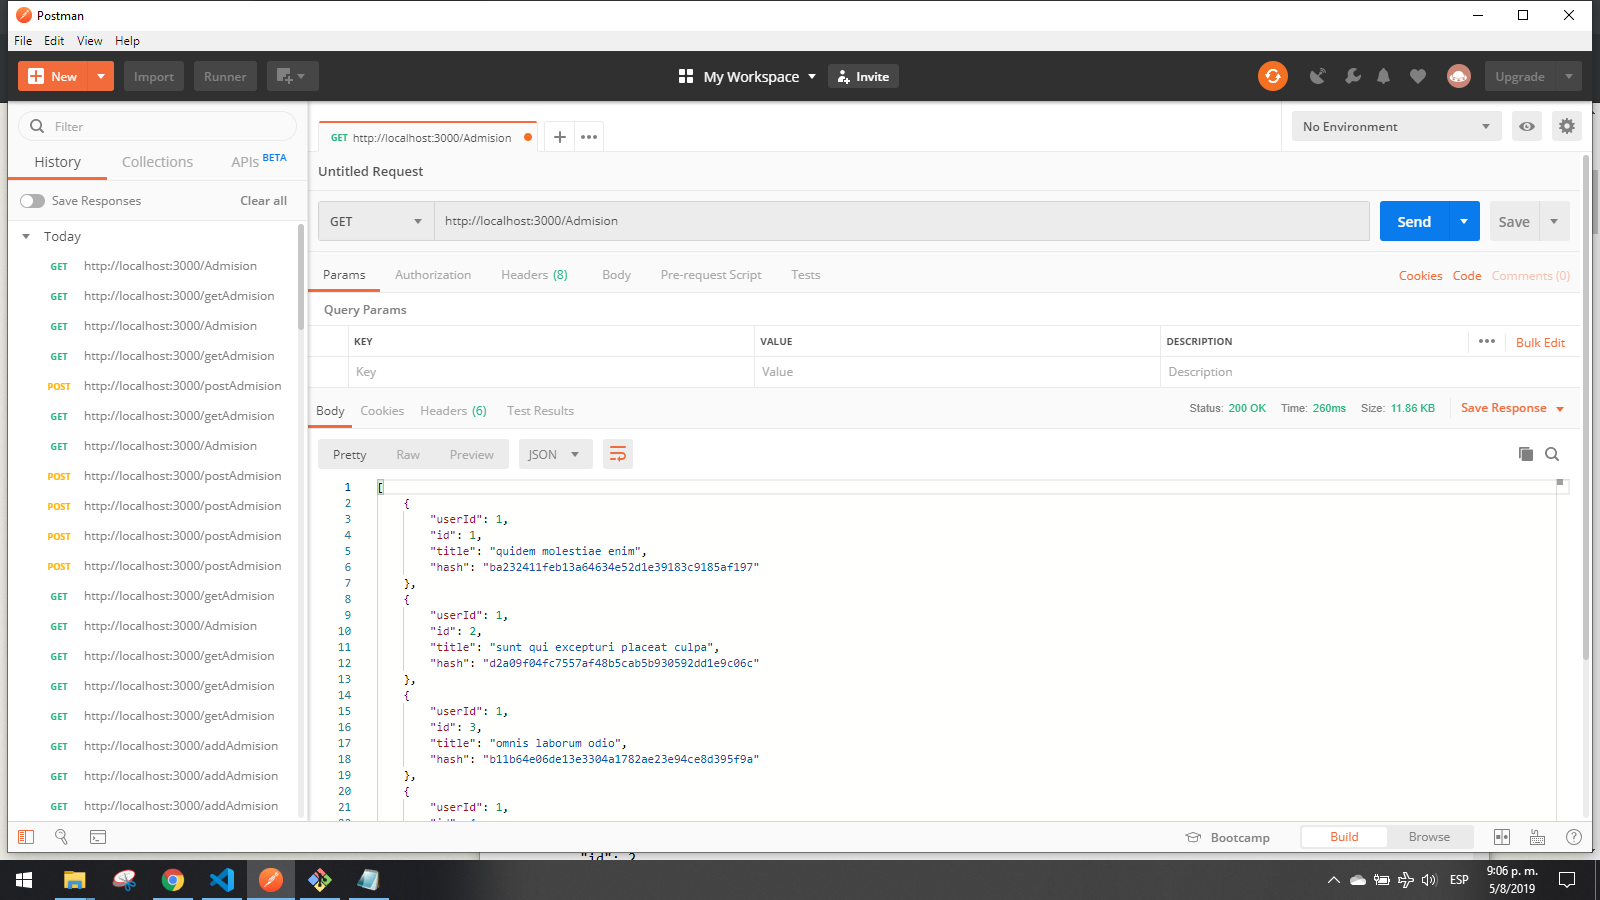 Postman
File Edit View Help
New Import Runner My Workspace Invite Upgrade
Filter
History Collections APIs BETA
Save Responses Clear all
Today
GET http://localhost:3000/Admision
GET http://localhost:3000/getAdmision
GET http://localhost:3000/Admision
GET http://localhost:3000/getAdmision
POST http://localhost:3000/postAdmision
GET http://localhost:3000/getAdmision
GET http://localhost:3000/Admision
POST http://localhost:3000/postAdmision
POST http://localhost:3000/postAdmision
POST http://localhost:3000/postAdmision
POST http://localhost:3000/postAdmision
GET http://localhost:3000/getAdmision
GET http://localhost:3000/Admision
GET http://localhost:3000/getAdmision
GET http://localhost:3000/getAdmision
GET http://localhost:3000/getAdmision
GET http://localhost:3000/addAdmision
GET http://localhost:3000/addAdmision
GET http://localhost:3000/addAdmision
GET http://localhost:3000/Admision
No Environment
Untitled Request
GET http://localhost:3000/Admision Send Save
Params Authorization Headers (8) Body Pre-request Script Tests Cookies Code Comments (0)
Query Params
KEY VALUE DESCRIPTION Bulk Edit
Key Value Description
Body Cookies Headers (6) Test Results Status: 200 OK Time: 260ms Size: 11.86 KB Save Response
Pretty Raw Preview JSON
1 [
2 {
3 "userId": 1,
4 "id": 1,
5 "title": "quidem molestiae enim",
6 "hash": "ba232411feb13a64634e52d1e39183c9185af197"
7 },
8 {
9 "userId": 1,
10 "id": 2,
11 "title": "sunt qui excepturi placeat culpa",
12 "hash": "d2a09f04fc7557af48b5cab5b930592dd1e9c06c"
13 },
14 {
15 "userId": 1,
16 "id": 3,
17 "title": "omnis laborum odio",
18 "hash": "b11b64e06de13e3304a1782ae23e94ce8d395f9a"
19 },
20 {
21 "userId": 1,
Bootcamp Build Browse
"id": 2
ESP 9:06 p. m.
5/8/2019